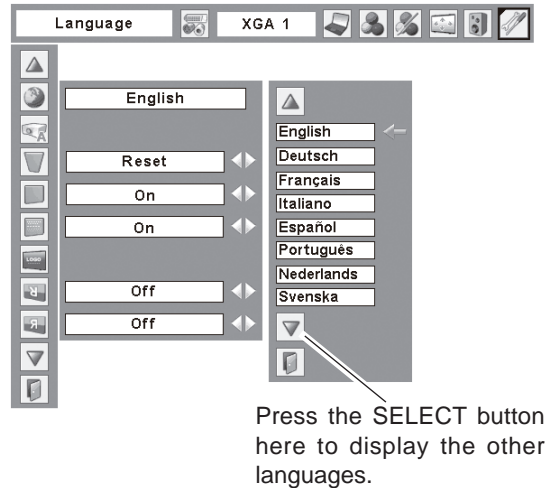 Language
XGA 1
English
Reset
On
On
LOGO
R
R
Off
Off
English
Deutsch
Français
Italiano
Español
Português
Nederlands
Svenska
Press the SELECT button
here to display the other
languages.